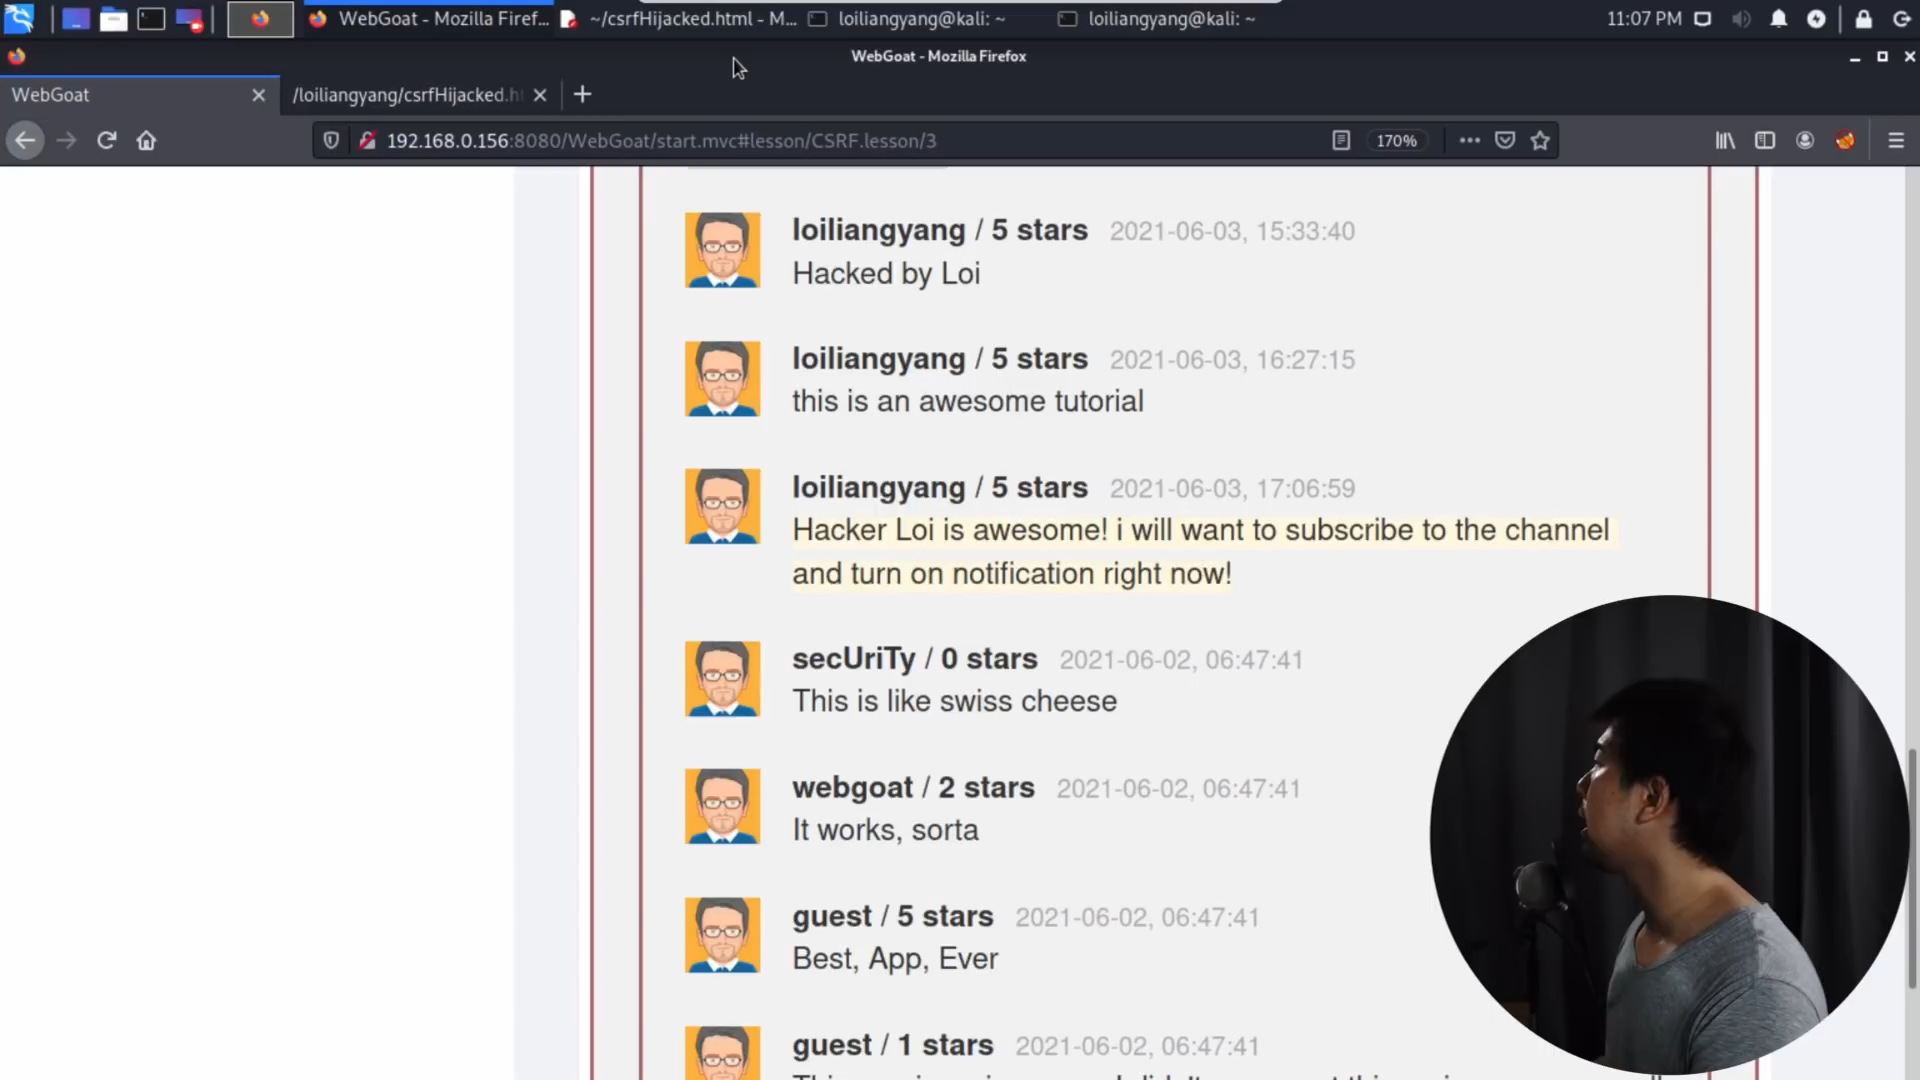 WebGoat - Mozilla Firef...
~/csrfHijacked.html - M...
loiliangyang@kali: ~
loiliangyang@kali: ~
11:07 PM
WebGoat - Mozilla Firefox
WebGoat
/loiliangyang/csrfHijacked.h
192.168.0.156:8080/WebGoat/start.mvc#lesson/CSRF.lesson/3
170%
loiliangyang / 5 stars 2021-06-03, 15:33:40
Hacked by Loi
loiliangyang / 5 stars 2021-06-03, 16:27:15
this is an awesome tutorial
loiliangyang / 5 stars 2021-06-03, 17:06:59
Hacker Loi is awesome! i will want to subscribe to the channel
and turn on notification right now!
secUriTy / 0 stars 2021-06-02, 06:47:41
This is like swiss cheese
webgoat / 2 stars 2021-06-02, 06:47:41
It works, sorta
guest / 5 stars 2021-06-02, 06:47:41
Best, App, Ever
guest / 1 stars 2021-06-02, 06:47:41